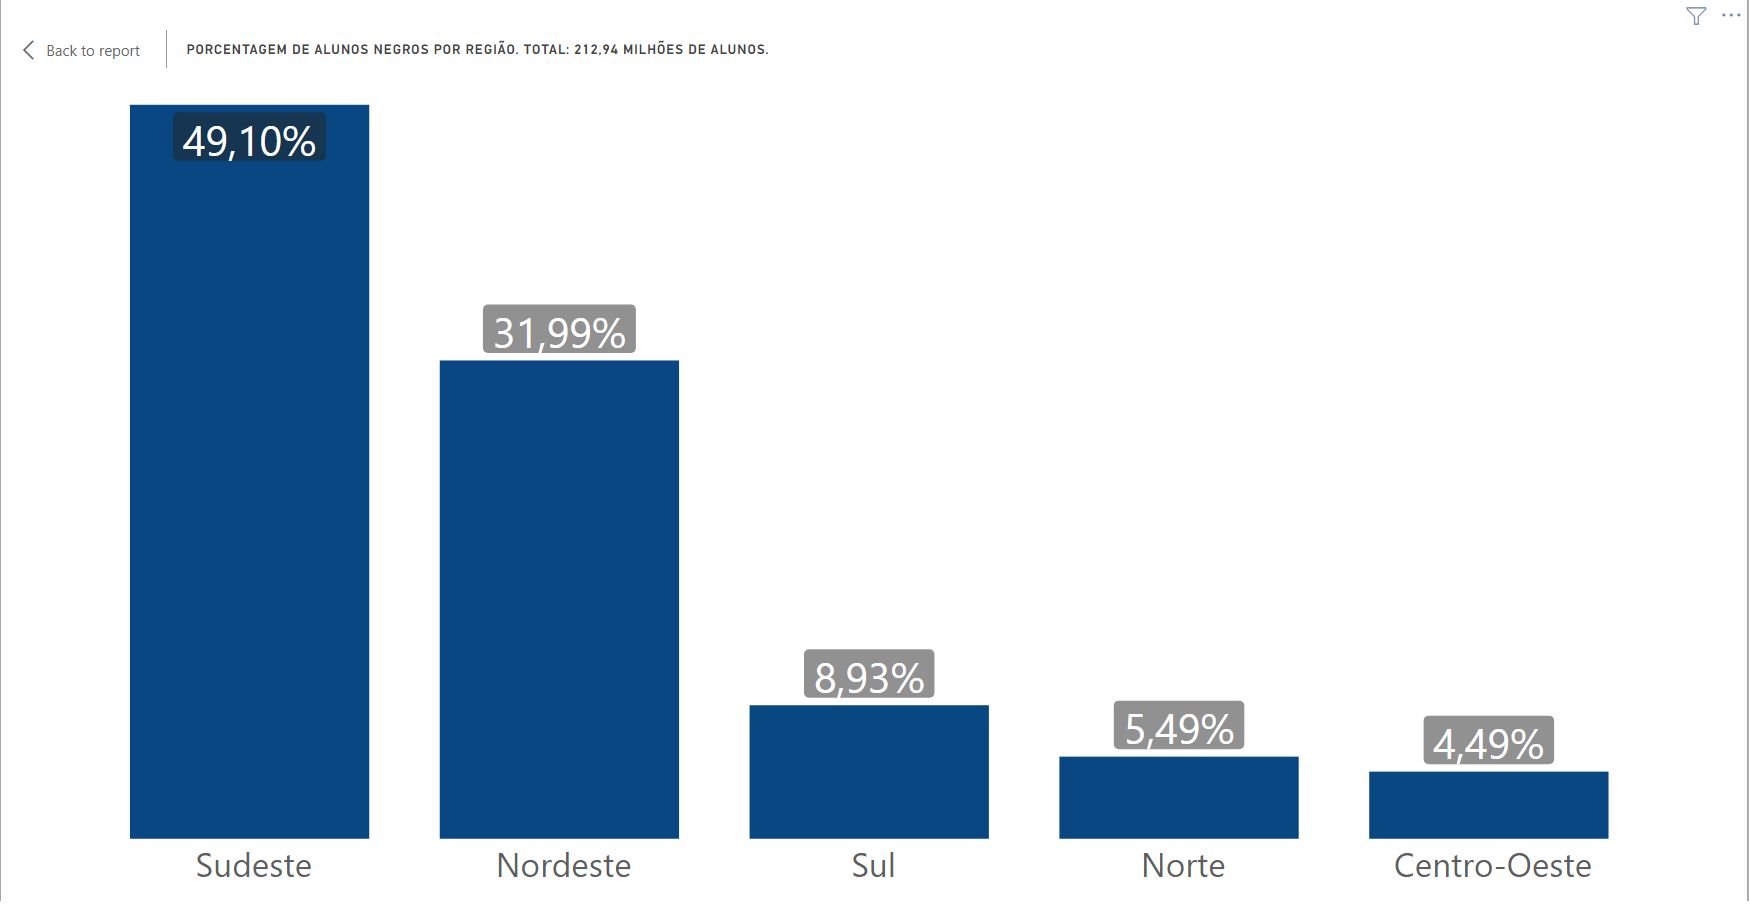 Back to report
PORCENTAGEM DE ALUNOS NEGROS POR REGIÃO. TOTAL: 212,94 MILHÕES DE ALUNOS.
49,10%
31,99%
8,93%
5,49%
4,49%
Sudeste
Nordeste
Sul
Norte
Centro-Oeste